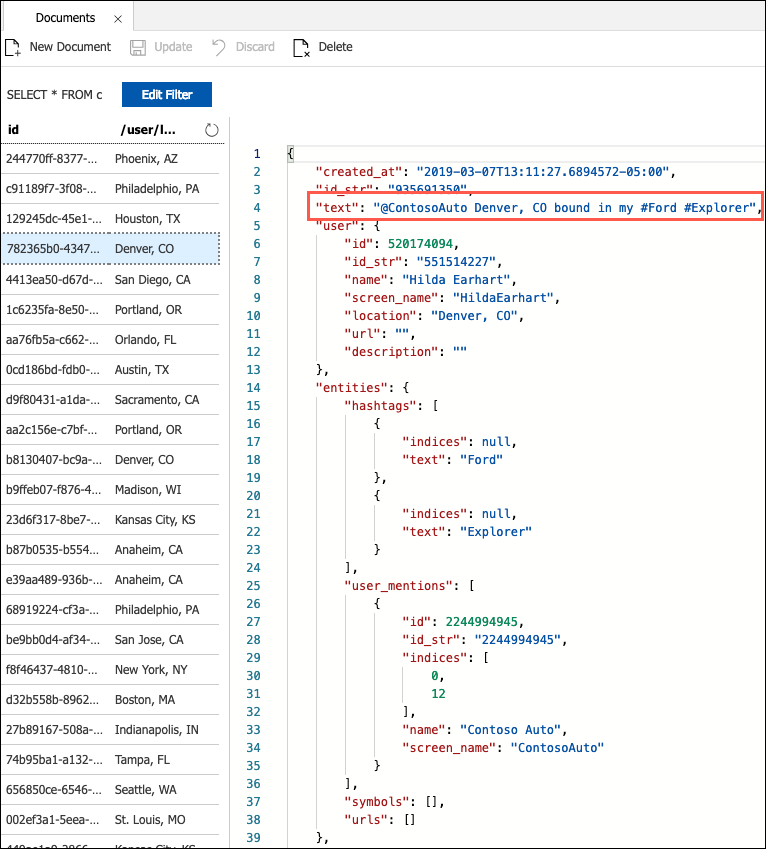 Documents
New Document Update Discard Delete
SELECT * FROM c Edit Filter
id /user/l...
244770ff-8377-... Phoenix, AZ
c91189f7-3f08-... Philadelphio, PA
129245dc-45e1-... Houston, TX
782365b0-4347... Denver, CO
4413ea50-d67d-... San Diego, CA
1c6235fa-8e50-... Portland, OR
aa76fb5a-c662-... Orlando, FL
0cd186bd-fdb0-... Austin, TX
d9f80431-a1da-... Sacramento, CA
aa2c156e-c7bf-... Portland, OR
b8130407-bc9a-... Denver, CO
b9ffeb07-f876-4... Madison, WI
23d6f317-8be7-... Kansas City, KS
b87b0535-b554... Anaheim, CA
e39aa489-936b-... Anaheim, CA
68919224-cf3a-... Philadelphio, PA
be9bb0d4-af34-... San Jose, CA
f8f46437-4810-... New York, NY
d32b558b-8962... Boston, MA
27b89167-508a-... Indianapolis, IN
74b95ba1-a132-... Tampa, FL
656850ce-6546-... Seattle, WA
002ef3a1-5eea-... St. Louis, MO
1 {
2 "created_at": "2019-03-07T13:11:27.6894572-05:00",
3 "id_str": "935691350",
4 "text": "@ContosoAuto Denver, CO bound in my #Ford #Explorer",
5 "user": {
6 "id": 520174094,
7 "id_str": "551514227",
8 "name": "Hilda Earhart",
9 "screen_name": "HildaEarhart",
10 "location": "Denver, CO",
11 "url": "",
12 "description": ""
13 },
14 "entities": {
15 "hashtags": [
16 {
17 "indices": null,
18 "text": "Ford"
19 },
20 {
21 "indices": null,
22 "text": "Explorer"
23 }
24 ],
25 "user_mentions": [
26 {
27 "id": 2244994945,
28 "id_str": "2244994945",
29 "indices": [
30 0,
31 12
32 ],
33 "name": "Contoso Auto",
34 "screen_name": "ContosoAuto"
35 }
36 ],
37 "symbols": [],
38 "urls": []
39 },